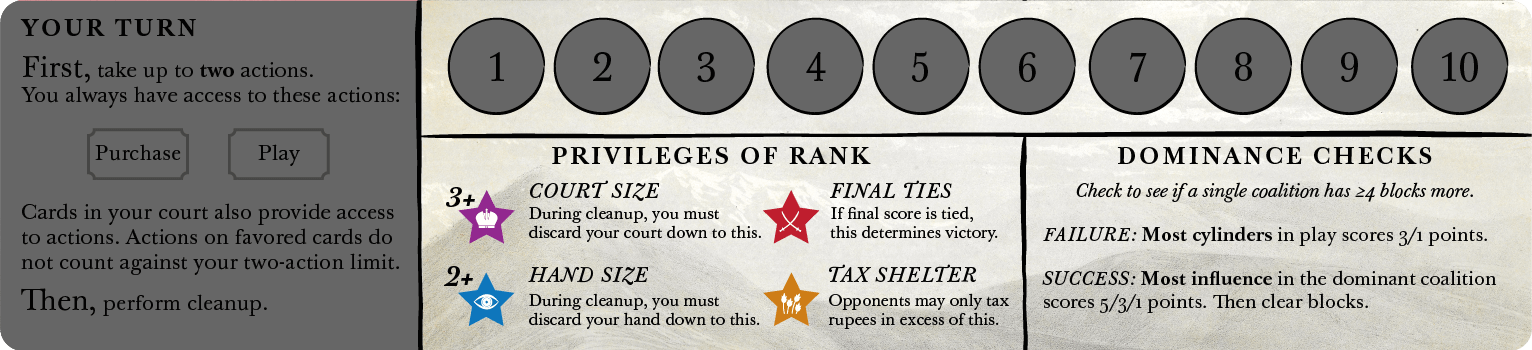 YOUR TURN
First, take up to two actions.
You always have access to these actions:
Purchase
Play
Cards in your court also provide access
to actions. Actions on favored cards do
not count against your two-action limit.
Then, perform cleanup.
1 2 3 4 5 6 7 8 9 10
PRIVILEGES OF RANK
3+
COURT SIZE
During cleanup, you must
discard your court down to this.
FINAL TIES
If final score is tied,
this determines victory.
2+
HAND SIZE
During cleanup, you must
discard your hand down to this.
TAX SHELTER
Opponents may only tax
rupees in excess of this.
DOMINANCE CHECKS
Check to see if a single coalition has ≥4 blocks more.
FAILURE: Most cylinders in play scores 3/1 points.
SUCCESS: Most influence in the dominant coalition
scores 5/3/1 points. Then clear blocks.